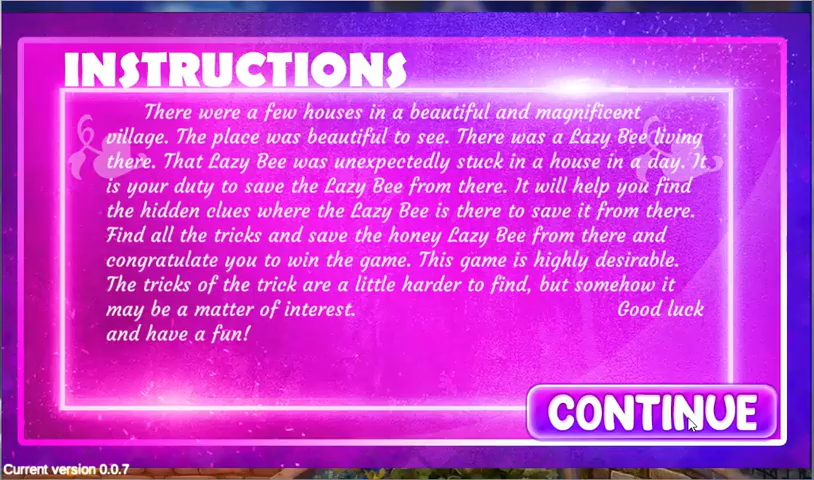 INSTRUCTIONS
There were a few houses in a beautiful and magnificent
village. The place was beautiful to see. There was a Lazy Bee living
there. That Lazy Bee was unexpectedly stuck in a house in a day. It
is your duty to save the Lazy Bee from there. It will help you find
the hidden clues where the Lazy Bee is there to save it from there.
Find all the tricks and save the honey Lazy Bee from there and
congratulate you to win the game. This game is highly desirable.
The tricks of the trick are a little harder to find, but somehow it
may be a matter of interest. Good luck
and have a fun!
CONTINUE
Current version 0.0.7